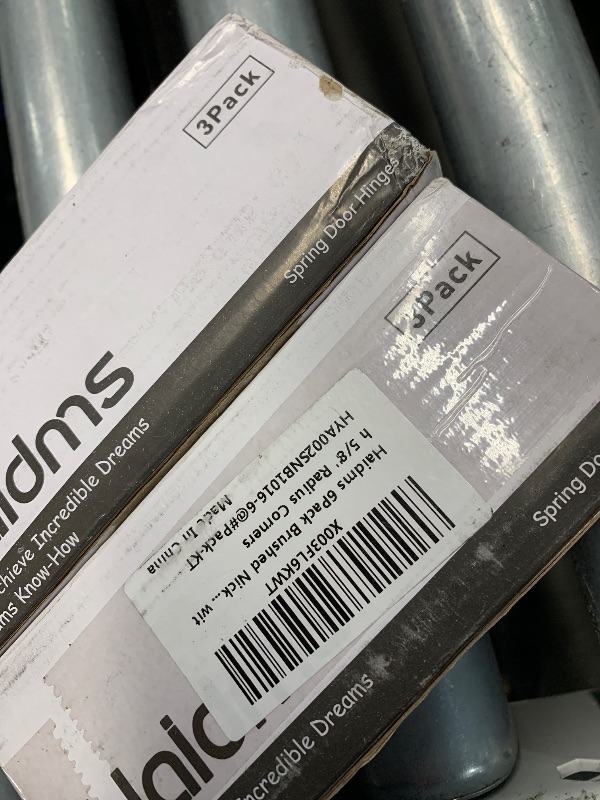 3Pack
Spring Door Hinges
aidms
chieve Incredible Dreams
ms Know-How
3Pack
Spring Do
X003FL6KWT
Haidms 6Pack Brushed Nick... wit
h 5/8' Radius Corners
HYA002SNB1016-6@#Pack-KT
Made In China
Incredible Dreams